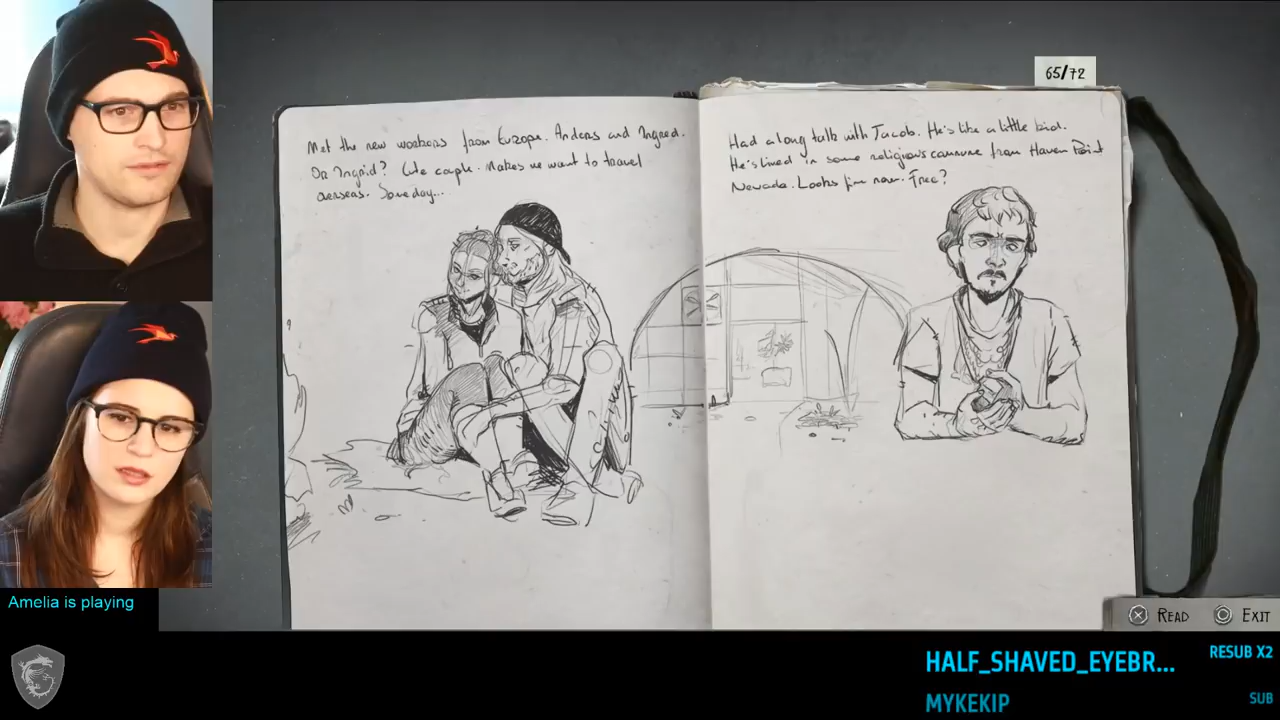 65/72
Met the new workers from Europe. Andreas and Ingred.
Or Ingrid? Cute couple. Makes me want to travel
overseas. Someday...
Had a long talk with Jacob. He's like a little bird.
He's lived in some religious commune from Haven Point
Nevada. Looks fine now. Free?
READ
EXIT
Amelia is playing
HALF_SHAVED_EYEBR...
RESUB X2
MYKEKIP
SUB